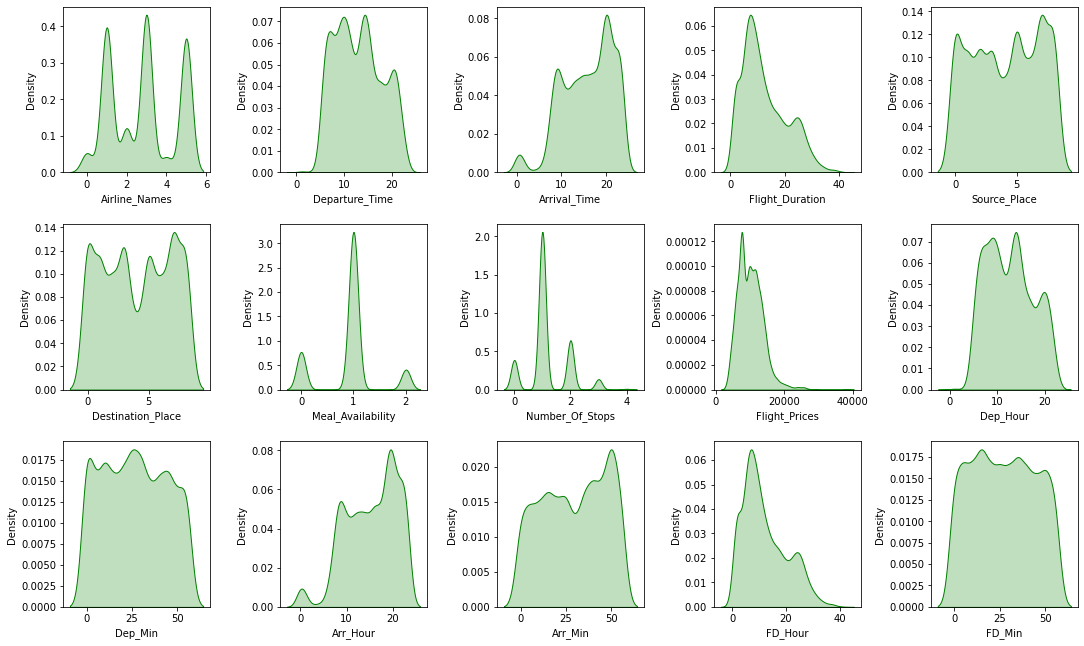 Density
0.4
0.3
0.2
0.1
0.0
0 2 4 6
Airline_Names
Density
0.07
0.06
0.05
0.04
0.03
0.02
0.01
0.00
0 10 20
Departure_Time
Density
0.08
0.06
0.04
0.02
0.00
0 10 20
Arrival_Time
Density
0.06
0.05
0.04
0.03
0.02
0.01
0.00
0 20 40
Flight_Duration
Density
0.14
0.12
0.10
0.08
0.06
0.04
0.02
0.00
0 5
Source_Place
Density
0.14
0.12
0.10
0.08
0.06
0.04
0.02
0.00
0 5
Destination_Place
Density
3.0
2.5
2.0
1.5
1.0
0.5
0.0
0 1 2
Meal_Availability
Density
2.0
1.5
1.0
0.5
0.0
0 2 4
Number_Of_Stops
Density
0.00012
0.00010
0.00008
0.00006
0.00004
0.00002
0.00000
0 20000 40000
Flight_Prices
Density
0.07
0.06
0.05
0.04
0.03
0.02
0.01
0.00
0 10 20
Dep_Hour
Density
0.0175
0.0150
0.0125
0.0100
0.0075
0.0050
0.0025
0.0000
0 25 50
Dep_Min
Density
0.08
0.06
0.04
0.02
0.00
0 10 20
Arr_Hour
Density
0.020
0.015
0.010
0.005
0.000
0 25 50
Arr_Min
Density
0.06
0.05
0.04
0.03
0.02
0.01
0.00
0 20 40
FD_Hour
Density
0.0175
0.0150
0.0125
0.0100
0.0075
0.0050
0.0025
0.0000
0 25 50
FD_Min